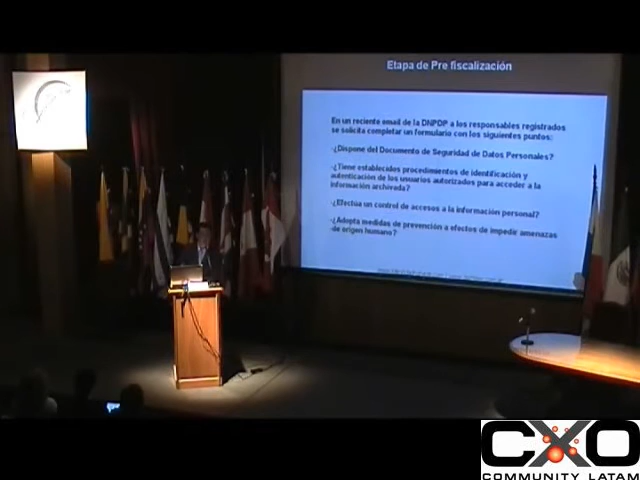 Etapa de Pre fiscalización
En un reciente email de la DNPDP a los responsables registrados
se solicita completar un formulario con los siguientes puntos:
-¿Dispone del Documento de Seguridad de Datos Personales?
-¿Tiene establecidos procedimientos de identificación y
autenticación de los usuarios autorizados para acceder a la
información archivada?
-¿Efectúa un control de accesos a la información personal?
-¿Adopta medidas de prevención a efectos de impedir amenazas
de origen humano?
CXO
COMMUNITY LATAM